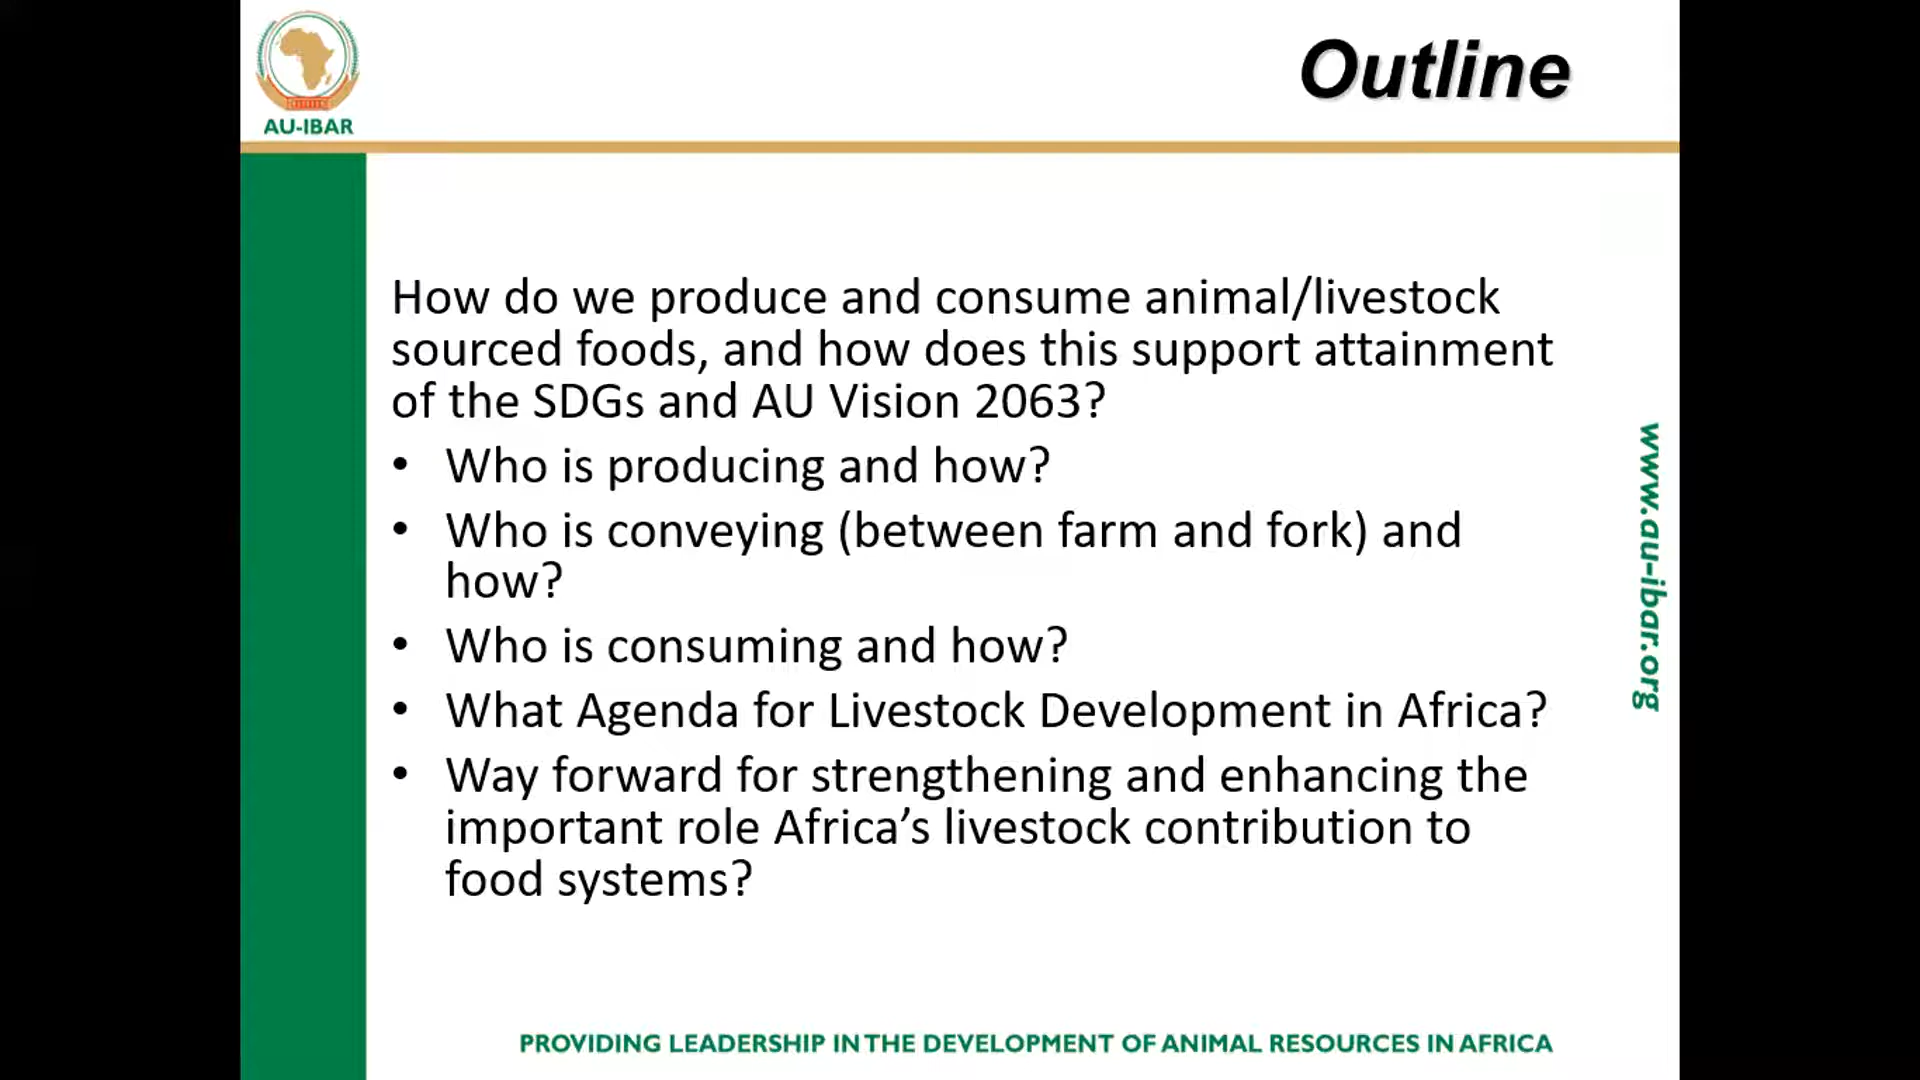 Outline
AU-IBAR
How do we produce and consume animal/livestock
sourced foods, and how does this support attainment
of the SDGs and AU Vision 2063?
• Who is producing and how?
• Who is conveying (between farm and fork) and
how?
• Who is consuming and how?
• What Agenda for Livestock Development in Africa?
• Way forward for strengthening and enhancing the
important role Africa’s livestock contribution to
food systems?
www.au-ibar.org
PROVIDING LEADERSHIP IN THE DEVELOPMENT OF ANIMAL RESOURCES IN AFRICA